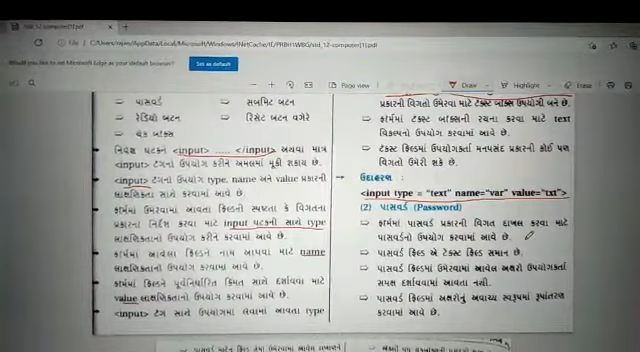 File
C:/Users/rajes/AppData/Local/Microsoft/Windows/INetCache/IE/PRBH1WBG/std_12-computer[1].pdf
Would you like to set Microsoft Edge as your default browser?
Set as default
Page view
Draw
Highlight
Erase
⇨ પાસવર્ડ ⇨ સબમિટ બટન
⇨ રેડિયો બટન ⇨ રિસેટ બટન વગેરે
⇨ ચેક બૉક્સ
નિવેશ ઘટકને <input> ..... </input> અથવા માત્ર
<input> ટેગનો ઉપયોગ કરીને અમલમાં મૂકી શકાય છે.
<input> ટેગનો ઉપયોગ type, name અને value પ્રકારની
લાક્ષણિકતા સાથે કરવામાં આવે છે.
ફૉર્મમાં ઉમેરવામાં આવતા ફિલ્ડની સ્પષ્ટતા કે વિગતના
પ્રકારના નિર્દેશ કરવા માટે input ઘટકની સાથે type
લાક્ષણિકતાનો ઉપયોગ કરીને કરવામાં આવે છે.
ફૉર્મમાં આવેલા ફિલ્ડને નામ આપવા માટે name
લાક્ષણિકતાનો ઉપયોગ કરવામાં આવે છે.
ફૉર્મમાં ફિલ્ડને પૂર્વનિર્ધારિત કિંમત સાથે દર્શાવવા માટે
value લાક્ષણિકતાનો ઉપયોગ કરવામાં આવે છે.
<input> ટેગ સાથે ઉપયોગમાં લેવામાં આવતા type
પ્રકારની વિગતો ઉમેરવા માટે ટેક્સ્ટ બૉક્સ ઉપયોગી બને છે.
⇨ ફૉર્મમાં ટેક્સ્ટ બૉક્સની રચના કરવા માટે text
વિકલ્પનો ઉપયોગ કરવામાં આવે છે.
⇨ ટેક્સ્ટ ફિલ્ડમાં ઉપયોગકર્તા મનપસંદ પ્રકારની કોઈ પણ
વિગતો ઉમેરી શકે છે.
→ ઉદાહરણ :
<input type = "text" name="var" value="txt">
(2) પાસવર્ડ (Password)
⇨ ફૉર્મમાં પાસવર્ડ પ્રકારની વિગત દાખલ કરવા માટે
પાસવર્ડનો ઉપયોગ કરવામાં આવે છે.
⇨ પાસવર્ડ ફિલ્ડ એ ટેક્સ્ટ ફિલ્ડ સમાન છે.
⇨ પાસવર્ડ ફિલ્ડમાં ઉમેરવામાં આવેલ અક્ષરો ઉપયોગકર્તા
સમક્ષ દર્શાવવામાં આવતા નથી.
⇨ પાસવર્ડ ફિલ્ડમાં અક્ષરોનું અવાચ્ય સ્વરૂપમાં રૂપાંતરણ
કરવામાં આવે છે.